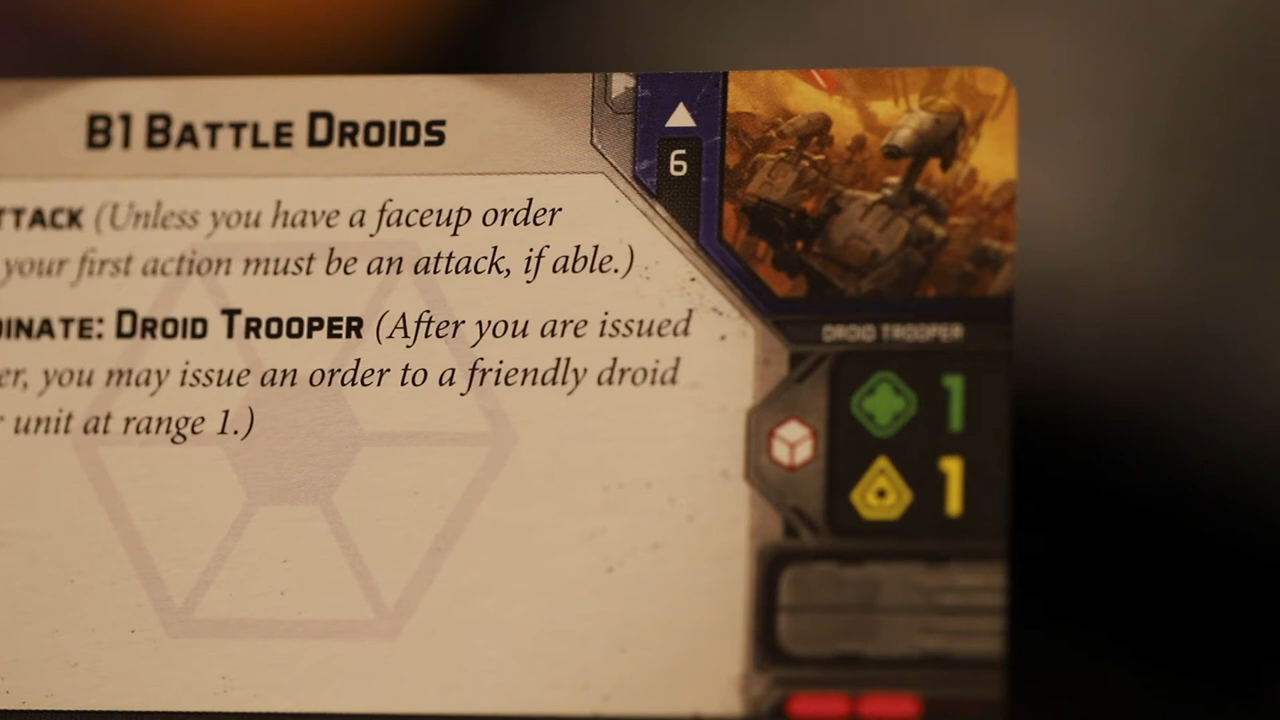 B1 BATTLE DROIDS
6
TTACK (Unless you have a faceup order
your first action must be an attack, if able.)
DINATE: DROID TROOPER (After you are issued
er, you may issue an order to a friendly droid
r unit at range 1.)
DROID TROOPER
1
1